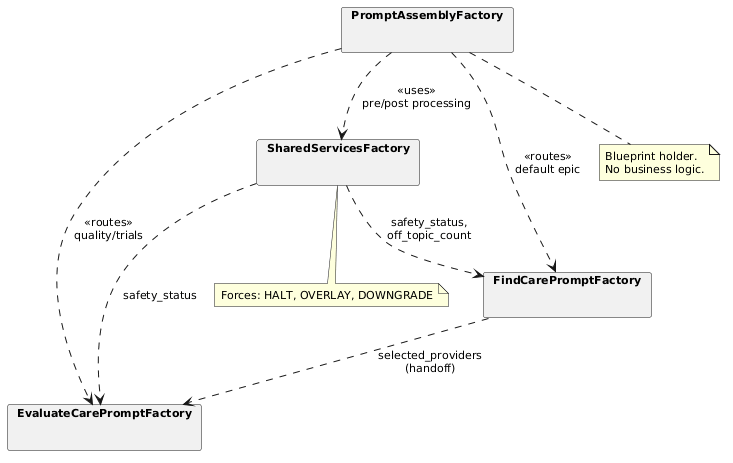 PromptAssemblyFactory
«uses»
pre/post processing
SharedServicesFactory
«routes»
default epic
Blueprint holder.
No business logic.
«routes»
quality/trials
safety_status,
off_topic_count
safety_status
Forces: HALT, OVERLAY, DOWNGRADE
FindCarePromptFactory
selected_providers
(handoff)
EvaluateCarePromptFactory